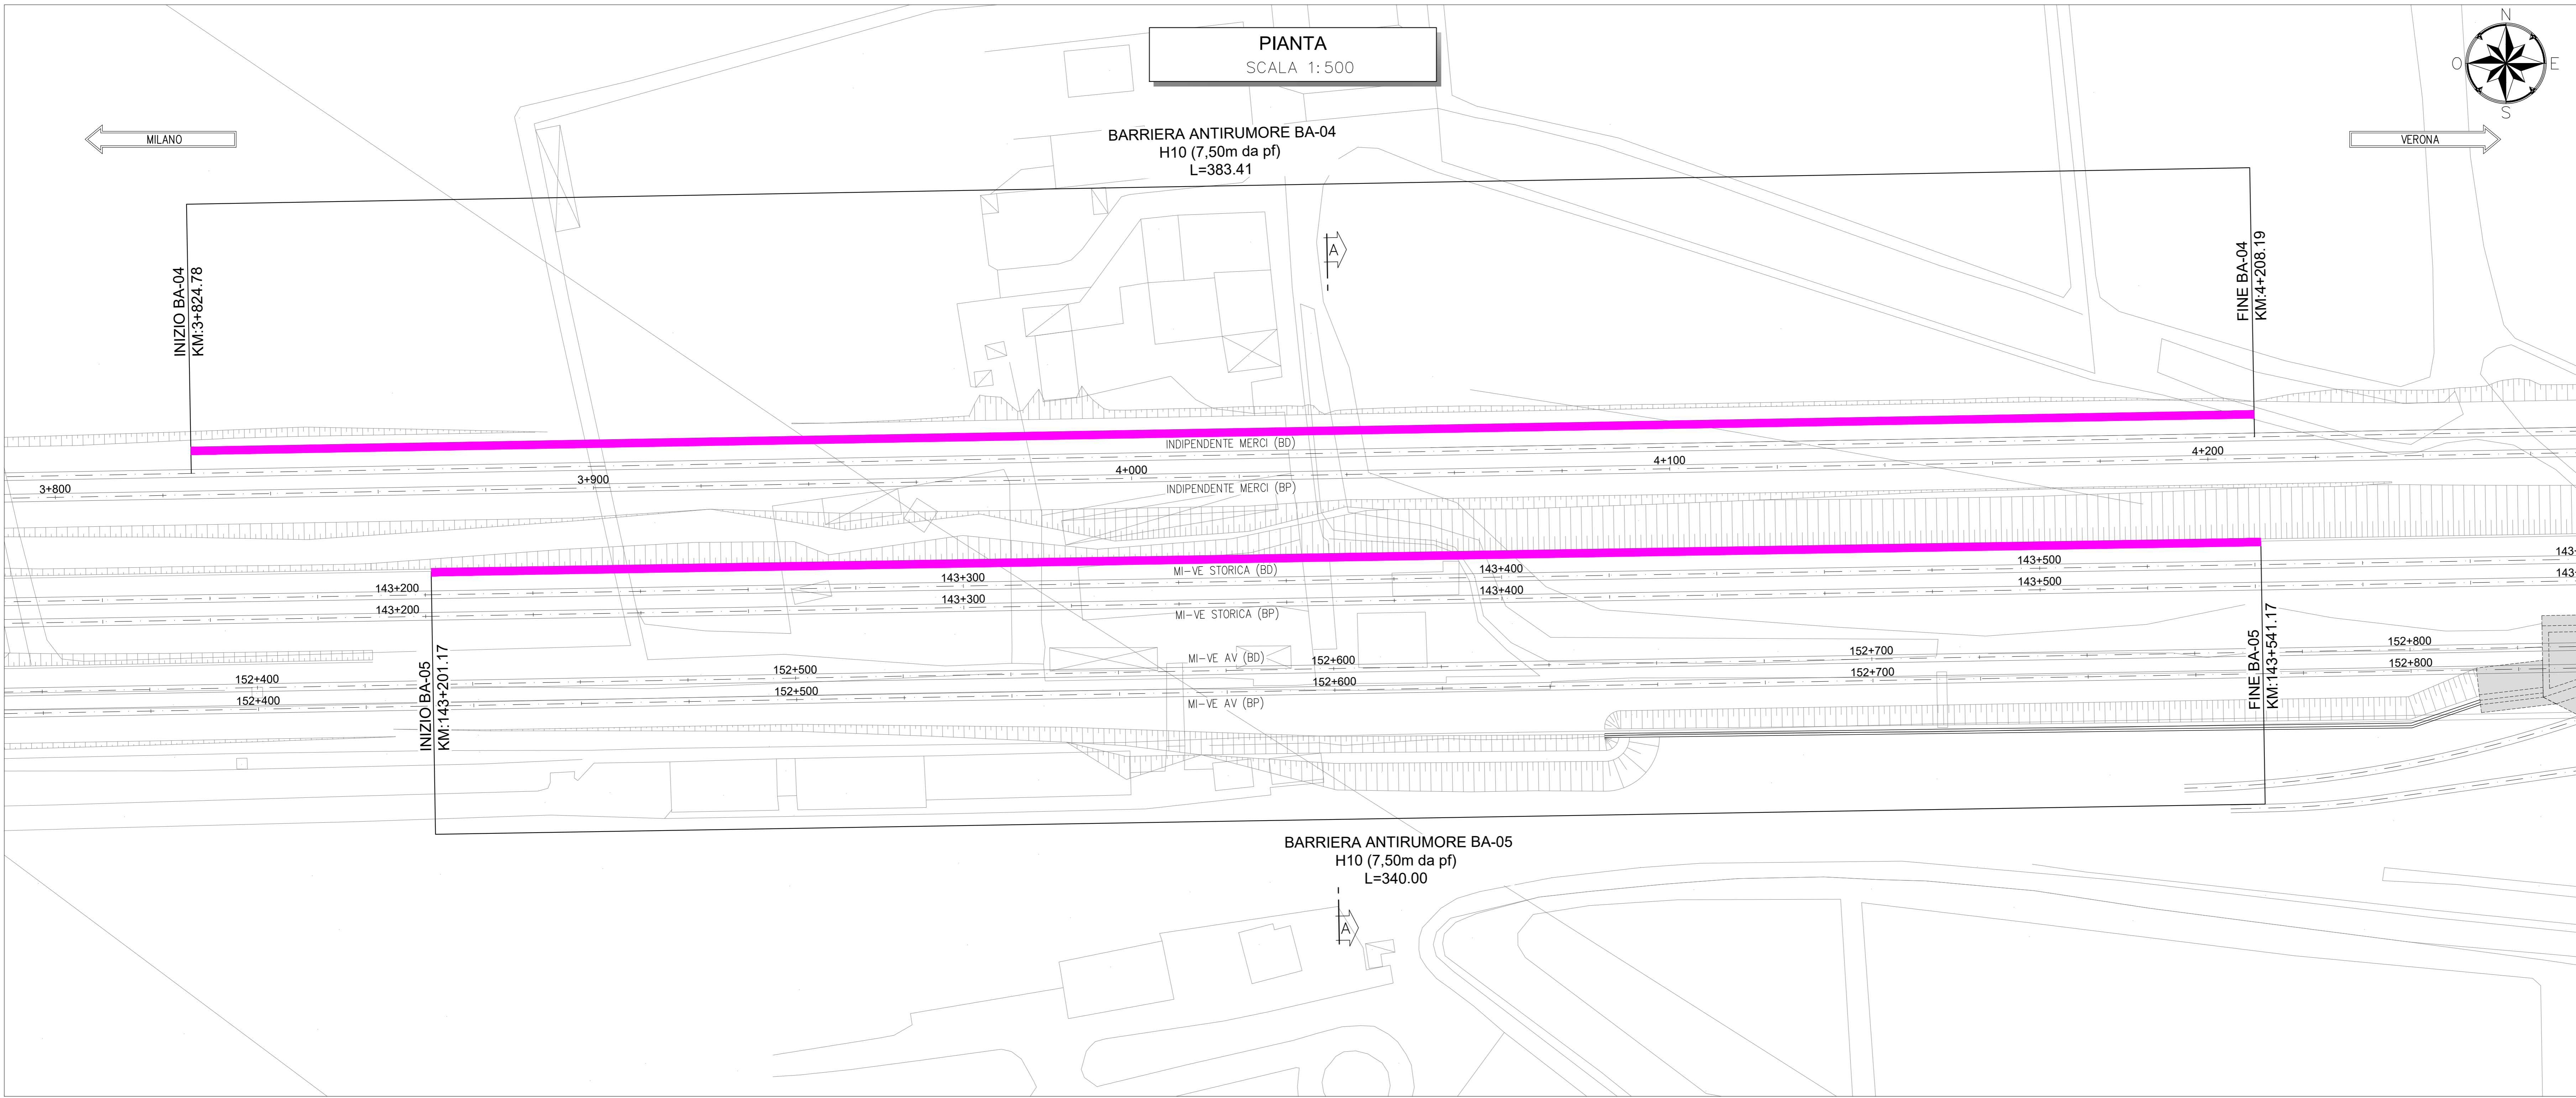 PIANTA
SCALA 1:500
N
O
E
S
MILANO
VERONA
BARRIERA ANTIRUMORE BA-04
H10 (7,50m da pf)
L=383.41
A
INIZIO BA-04
KM:3+824.78
FINE BA-04
KM:4+208.19
INDIPENDENTE MERCI (BD)
3+800
3+900
4+000
4+100
4+200
INDIPENDENTE MERCI (BP)
MI-VE STORICA (BD)
143+200
143+300
143+400
143+500
143+
143+200
143+300
143+400
143+500
143+
MI-VE STORICA (BP)
INIZIO BA-05
KM:143+201.17
FINE BA-05
KM:143+541.17
MI-VE AV (BD)
152+400
152+500
152+600
152+700
152+800
152+400
152+500
152+600
152+700
152+800
MI-VE AV (BP)
BARRIERA ANTIRUMORE BA-05
H10 (7,50m da pf)
L=340.00
A